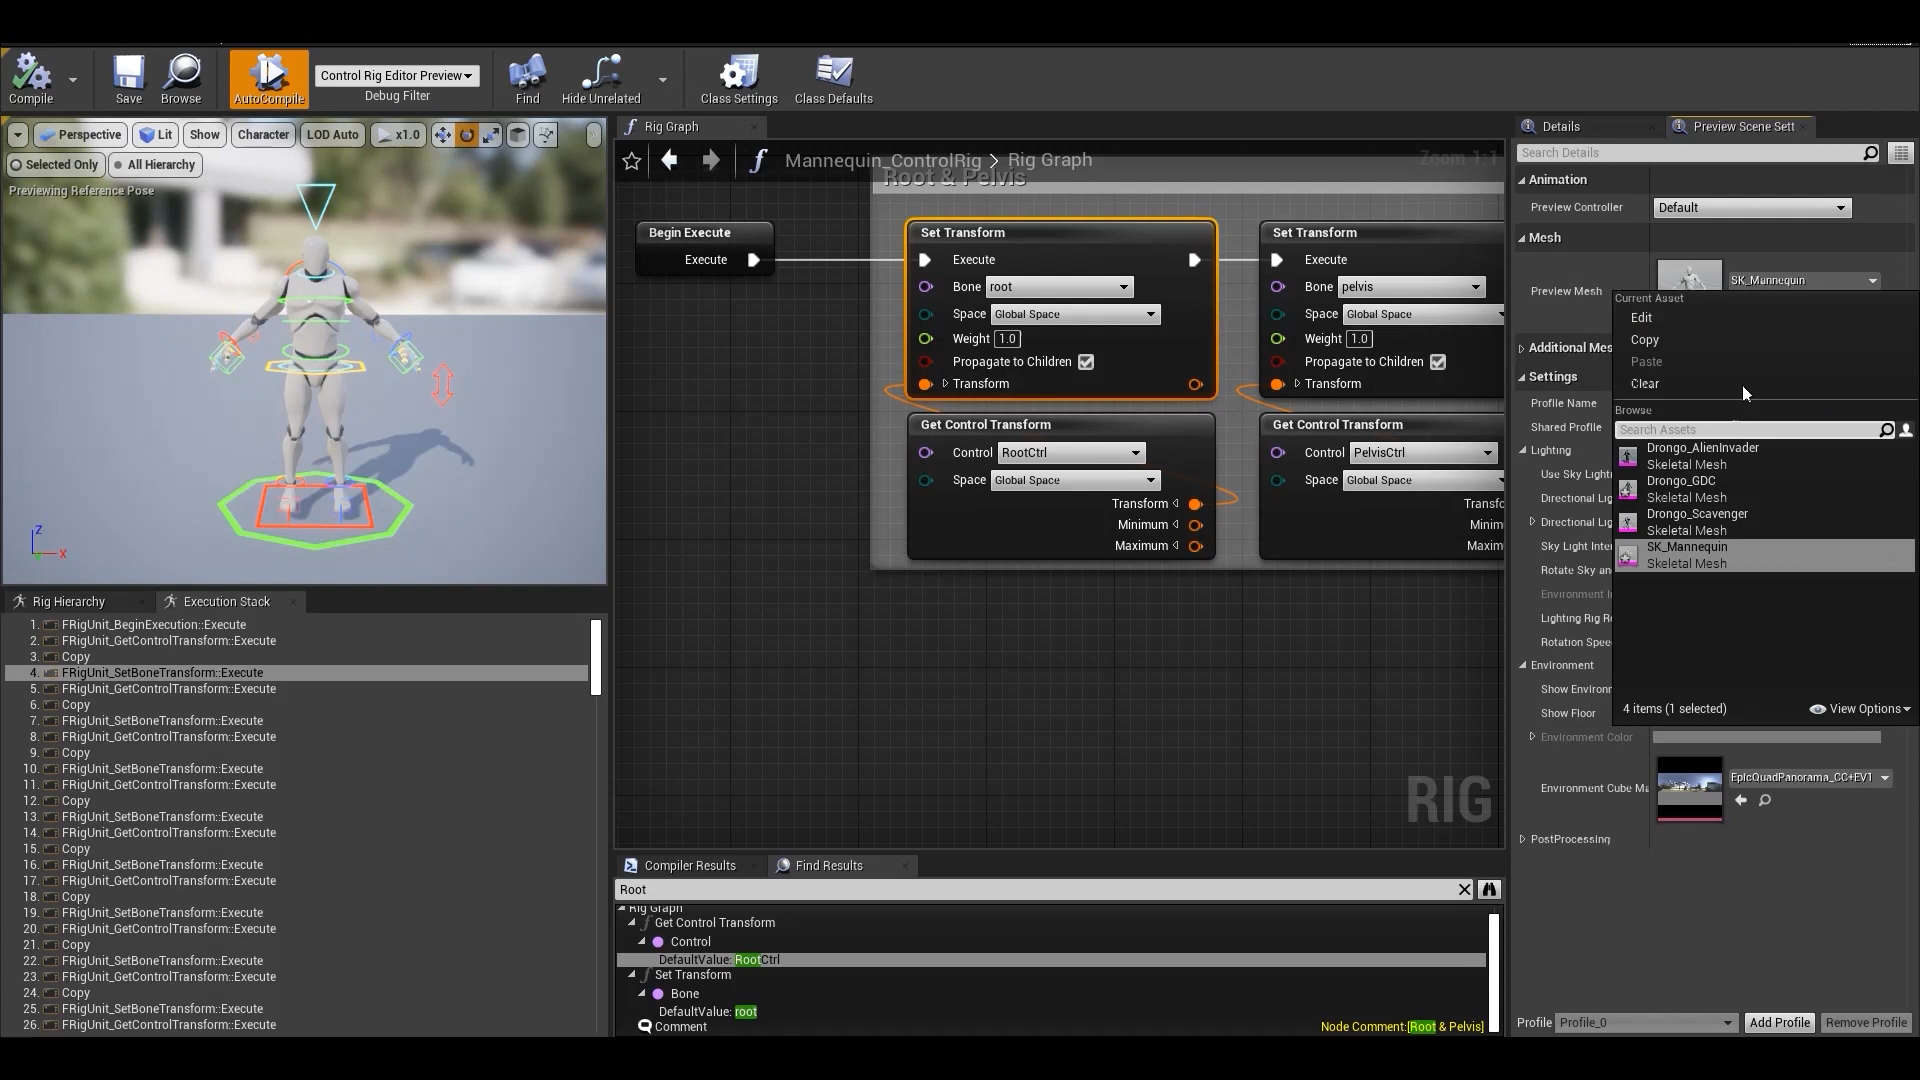 Compile
Save
Browse
AutoCompile
Control Rig Editor Preview
Debug Filter
Find
Hide Unrelated
Class Settings
Class Defaults
Perspective
Lit
Show
Character
LOD Auto
x1.0
Selected Only
All Hierarchy
Previewing Reference Pose
Z
X
Rig Graph
Mannequin_ControlRig > Rig Graph
Zoom 1:1
Root & Pelvis
Begin Execute
Execute
Set Transform
Execute
Bone root
Space Global Space
Weight 1.0
Propagate to Children
Transform
Get Control Transform
Control RootCtrl
Space Global Space
Transform
Minimum
Maximum
Set Transform
Execute
Bone pelvis
Space Global Space
Weight 1.0
Propagate to Children
Transform
Get Control Transform
Control PelvisCtrl
Space Global Space
Transf
Minim
Maxim
RIG
Rig Hierarchy
Execution Stack
1. FRigUnit_BeginExecution::Execute
2. FRigUnit_GetControlTransform::Execute
3. Copy
4. FRigUnit_SetBoneTransform::Execute
5. FRigUnit_GetControlTransform::Execute
6. Copy
7. FRigUnit_SetBoneTransform::Execute
8. FRigUnit_GetControlTransform::Execute
9. Copy
10. FRigUnit_SetBoneTransform::Execute
11. FRigUnit_GetControlTransform::Execute
12. Copy
13. FRigUnit_SetBoneTransform::Execute
14. FRigUnit_GetControlTransform::Execute
15. Copy
16. FRigUnit_SetBoneTransform::Execute
17. FRigUnit_GetControlTransform::Execute
18. Copy
19. FRigUnit_SetBoneTransform::Execute
20. FRigUnit_GetControlTransform::Execute
21. Copy
22. FRigUnit_SetBoneTransform::Execute
23. FRigUnit_GetControlTransform::Execute
24. Copy
25. FRigUnit_SetBoneTransform::Execute
26. FRigUnit_GetControlTransform::Execute
Compiler Results
Find Results
Root
Rig Graph
Get Control Transform
Control
DefaultValue: RootCtrl
Set Transform
Bone
DefaultValue: root
Comment
Node Comment:[Root & Pelvis]
Details
Preview Scene Sett
Search Details
Animation
Preview Controller
Default
Mesh
Preview Mesh
SK_Mannequin
Additional Mes
Settings
Profile Name
Shared Profile
Lighting
Use Sky Lighti
Directional Lig
Directional Lig
Sky Light Inte
Rotate Sky an
Environment I
Lighting Rig R
Rotation Spee
Environment
Show Environ
Show Floor
Environment Color
Environment Cube Ma
EpicQuadPanorama_CC+EV1
PostProcessing
Current Asset
Edit
Copy
Paste
Clear
Browse
Search Assets
Drongo_AlienInvader
Skeletal Mesh
Drongo_GDC
Skeletal Mesh
Drongo_Scavenger
Skeletal Mesh
SK_Mannequin
Skeletal Mesh
4 items (1 selected)
View Options
Profile
Profile_0
Add Profile
Remove Profile